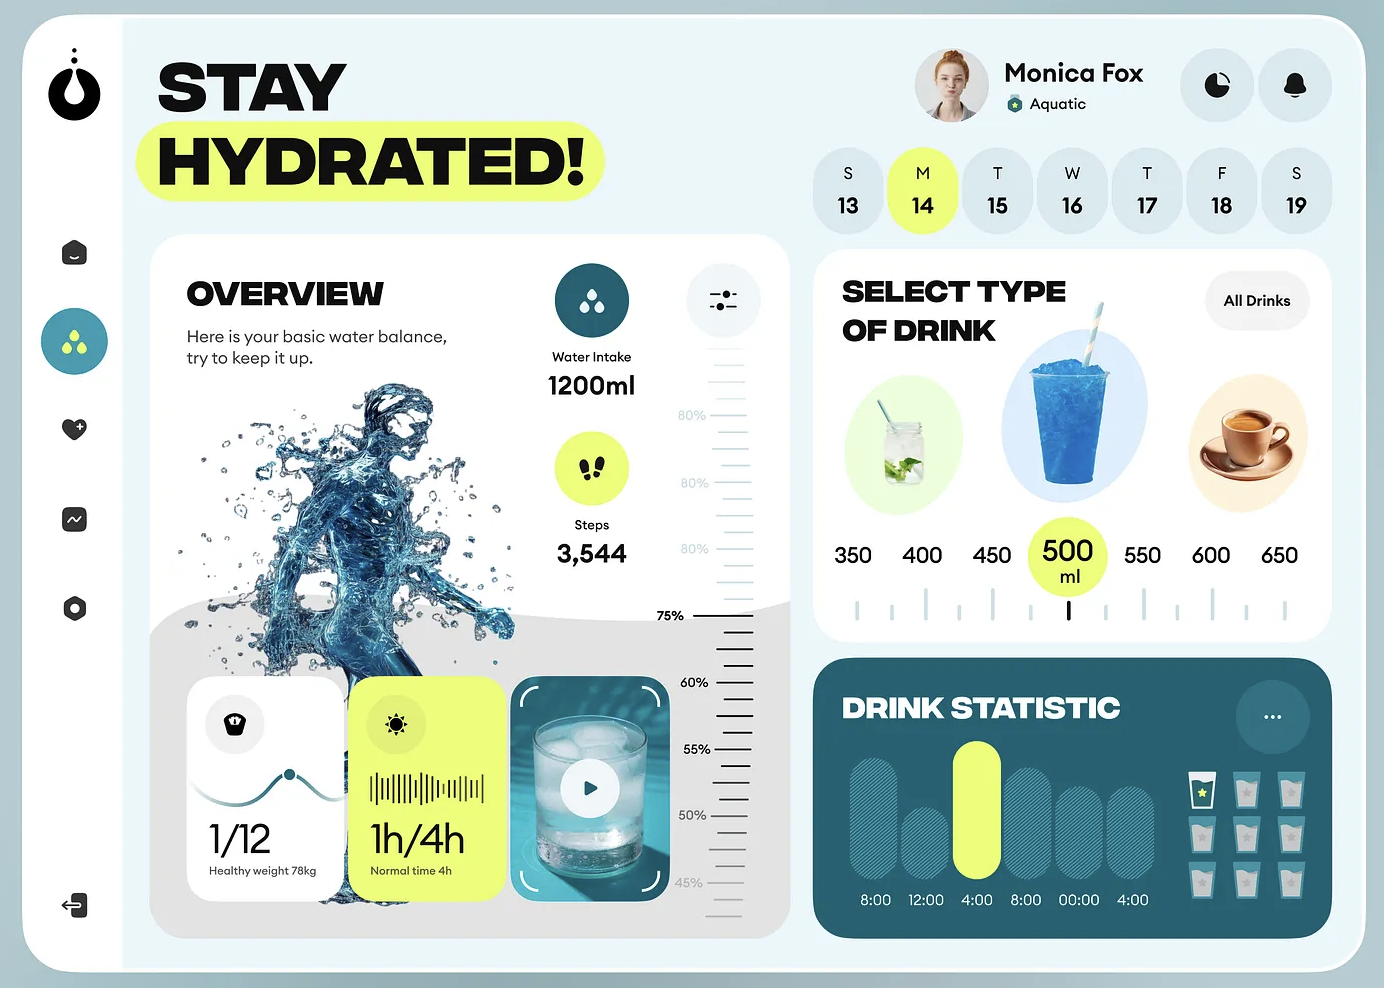 STAY
HYDRATED!
Monica Fox
Aquatic
S M T W T F S
13 14 15 16 17 18 19
OVERVIEW
Here is your basic water balance,
try to keep it up.
Water Intake
1200ml
Steps
3,544
80%
80%
80%
75%
60%
55%
50%
45%
1/12
Healthy weight 78kg
1h/4h
Normal time 4h
SELECT TYPE
OF DRINK
All Drinks
350 400 450 500 550 600 650
ml
DRINK STATISTIC
8:00 12:00 4:00 8:00 00:00 4:00